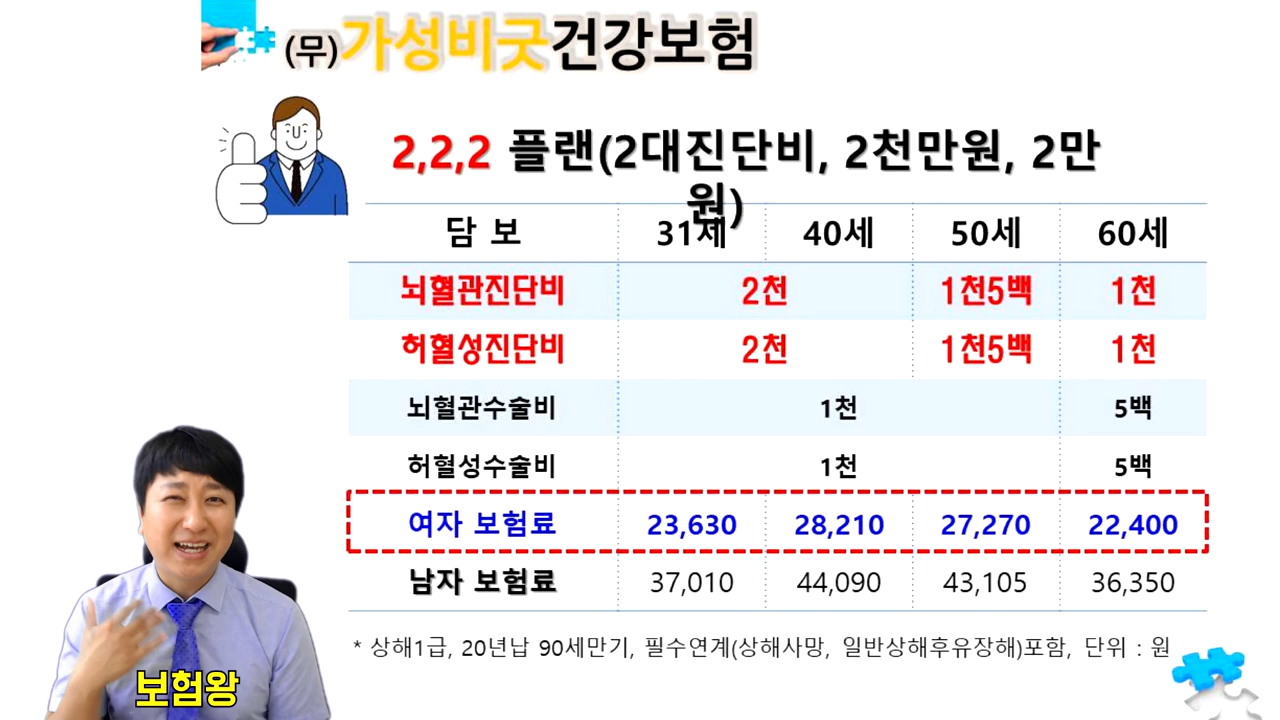 (무)가성비굿건강보험
2,2,2 플랜(2대진단비, 2천만원, 2만
원)
담 보 31세 40세 50세 60세
뇌혈관진단비 2천 1천5백 1천
허혈성진단비 2천 1천5백 1천
뇌혈관수술비 1천 5백
허혈성수술비 1천 5백
여자 보험료 23,630 28,210 27,270 22,400
남자 보험료 37,010 44,090 43,105 36,350
* 상해1급, 20년납 90세만기, 필수연계(상해사망, 일반상해후유장해)포함, 단위 : 원
보험왕